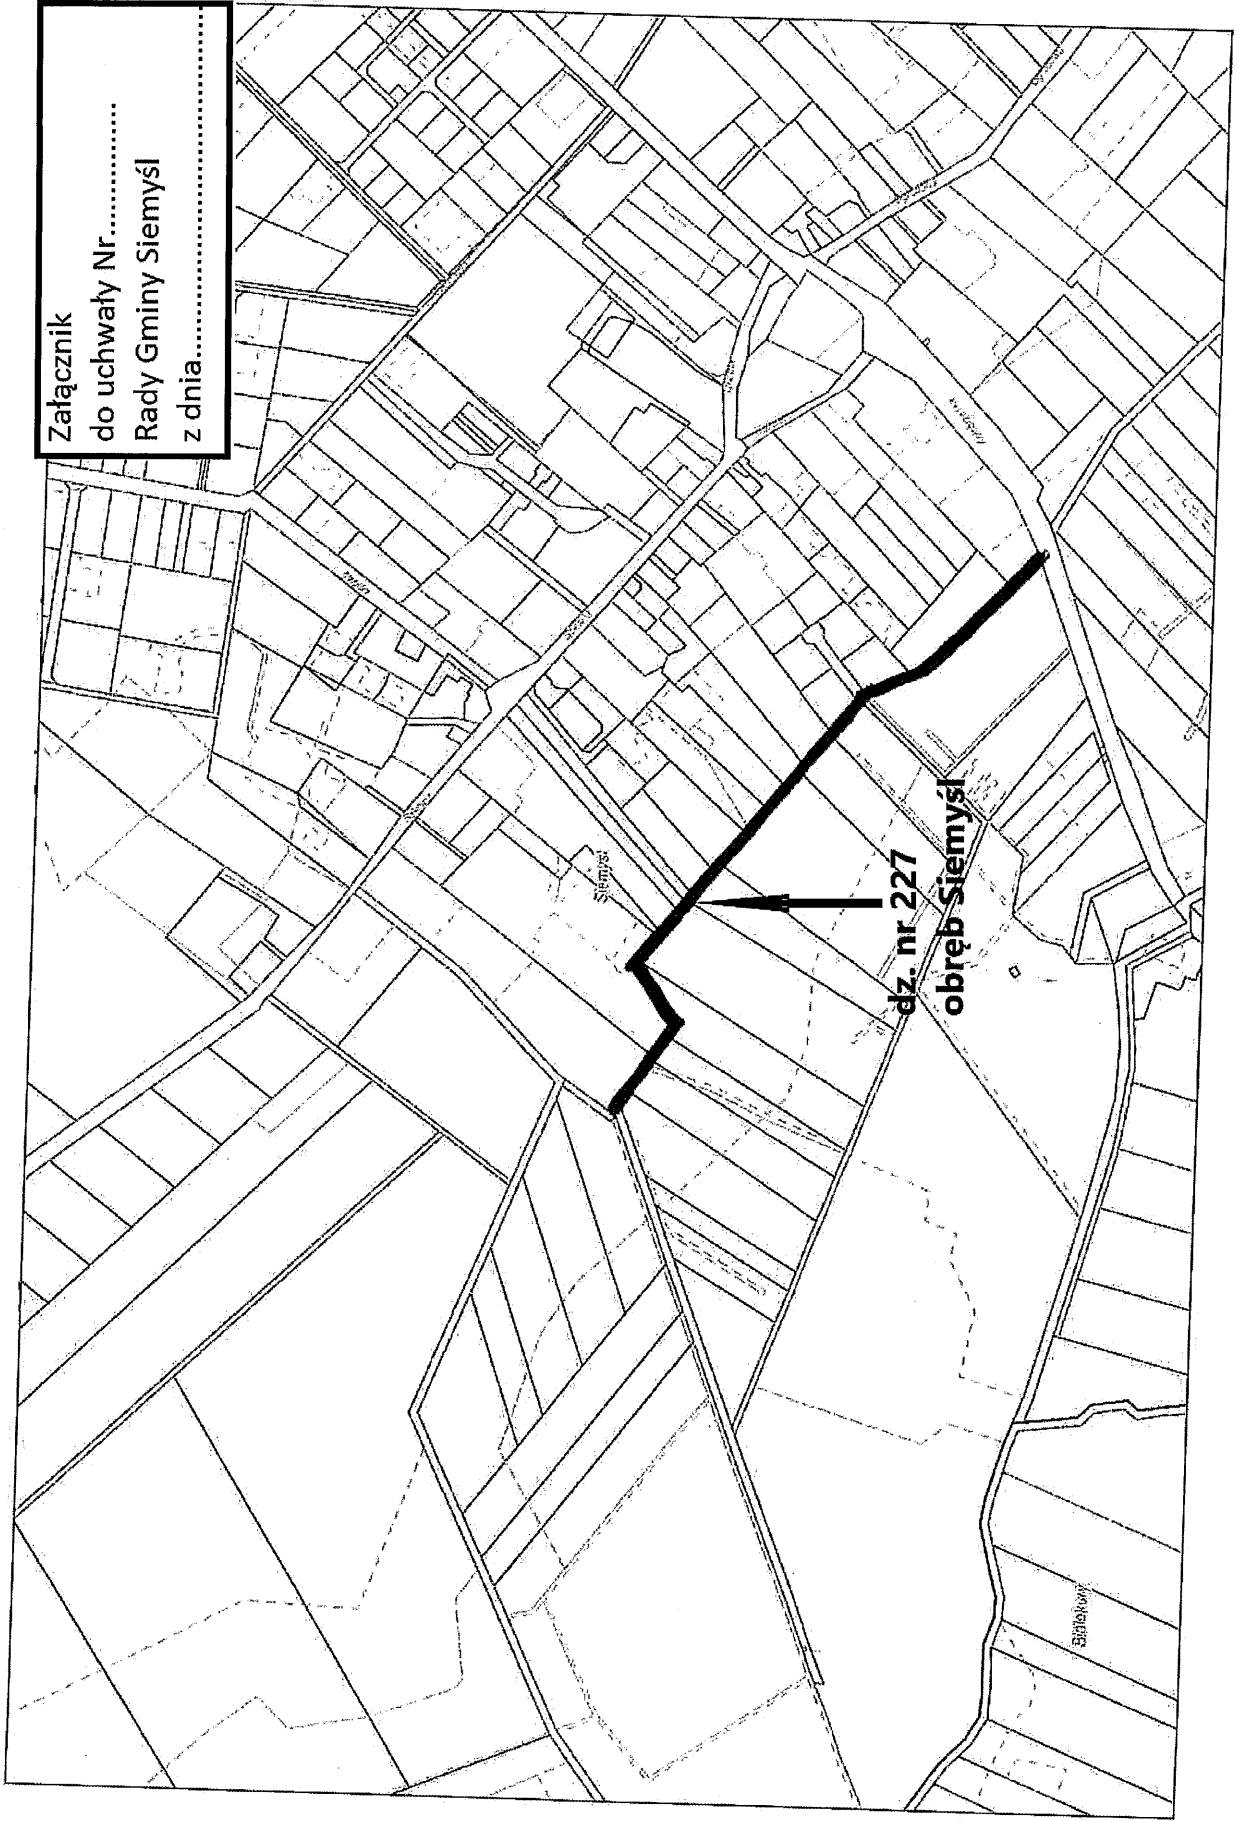 Załącznik
do uchwały Nr..............
Rady Gminy Siemyśl
z dnia.......................................
Siemyśl
dz. nr 227
obręb Siemyśl